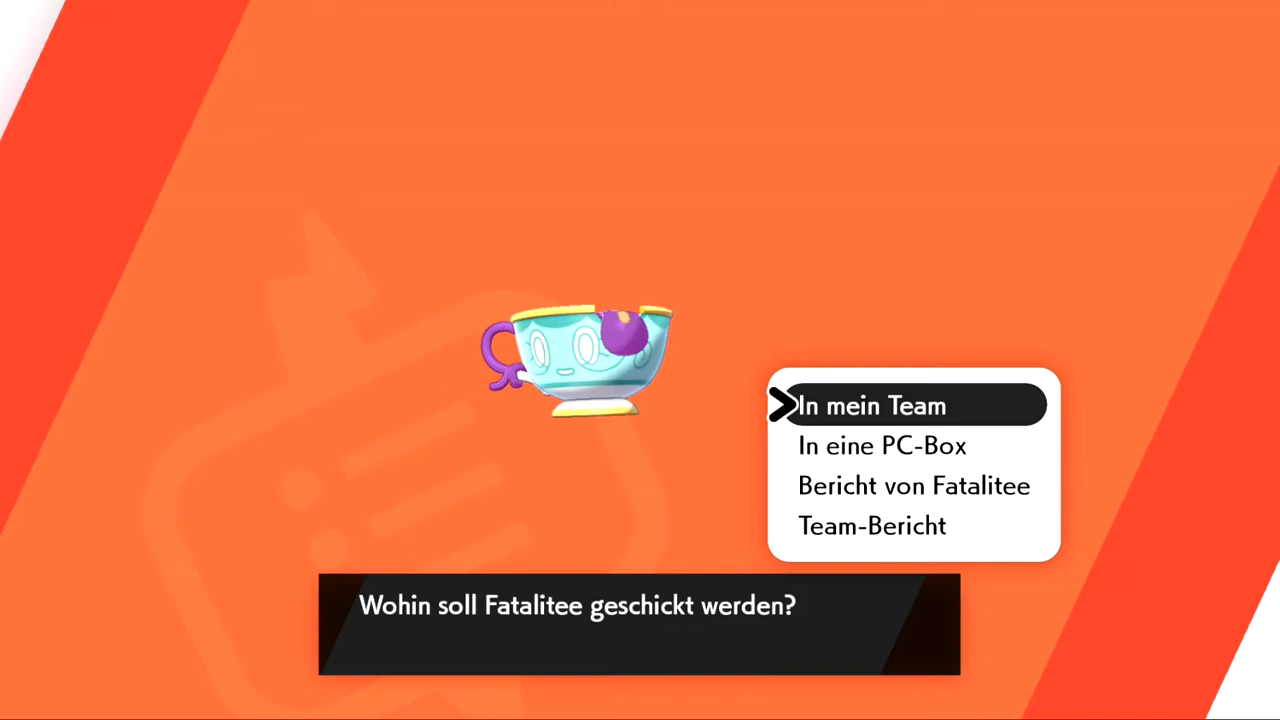 In mein Team
In eine PC-Box
Bericht von Fatalitee
Team-Bericht
Wohin soll Fatalitee geschickt werden?